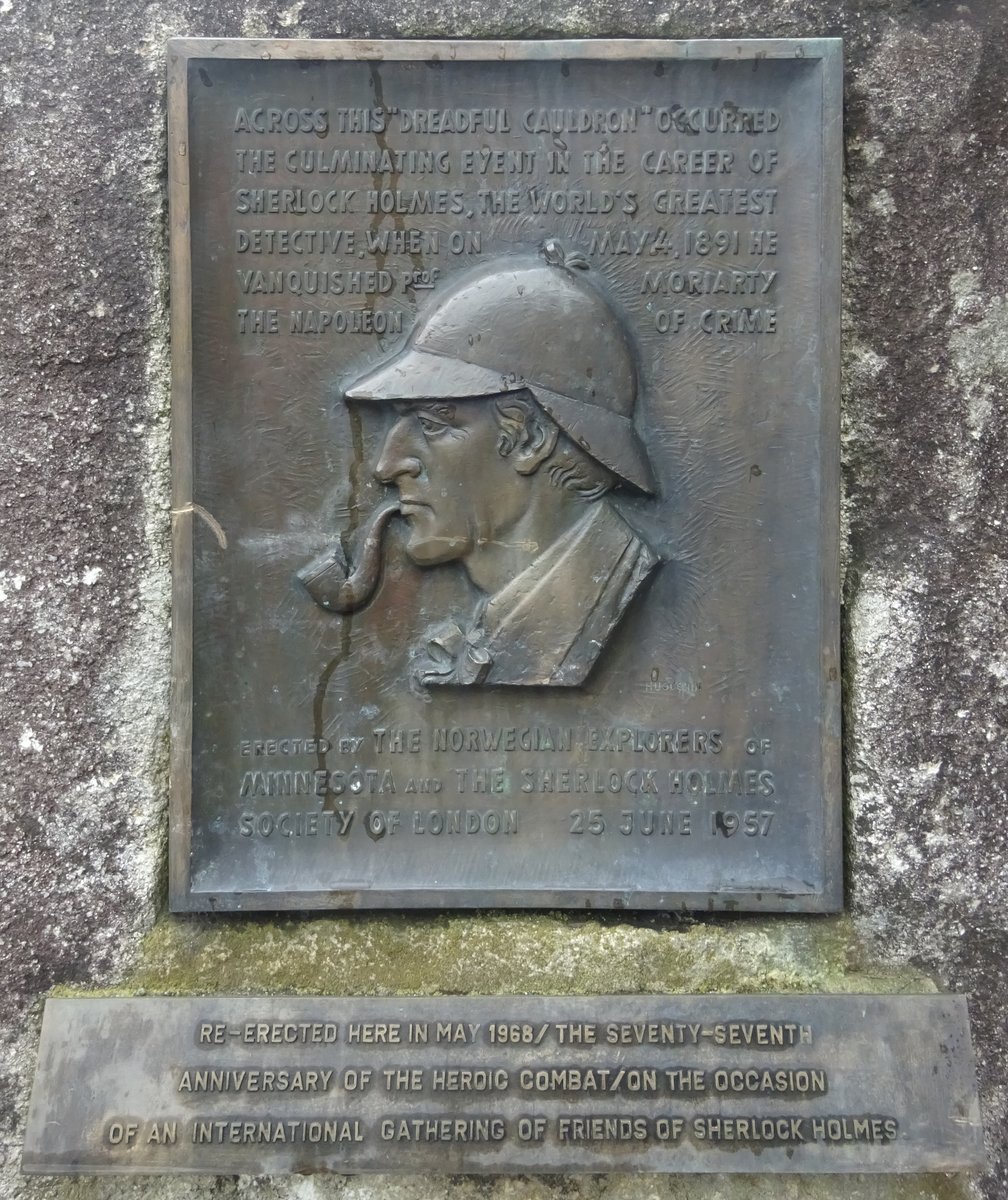 ACROSS THIS "DREADFUL CAULDRON" OCCURRED
THE CULMINATING EVENT IN THE CAREER OF
SHERLOCK HOLMES, THE WORLD'S GREATEST
DETECTIVE, WHEN ON MAY 4, 1891 HE
VANQUISHED Prof. MORIARTY
THE NAPOLEON OF CRIME
ERECTED BY THE NORWEGIAN EXPLORERS OF
MINNESOTA AND THE SHERLOCK HOLMES
SOCIETY OF LONDON 25 JUNE 1957
RE-ERECTED HERE IN MAY 1968/THE SEVENTY-SEVENTH
ANNIVERSARY OF THE HEROIC COMBAT/ON THE OCCASION
OF AN INTERNATIONAL GATHERING OF FRIENDS OF SHERLOCK HOLMES